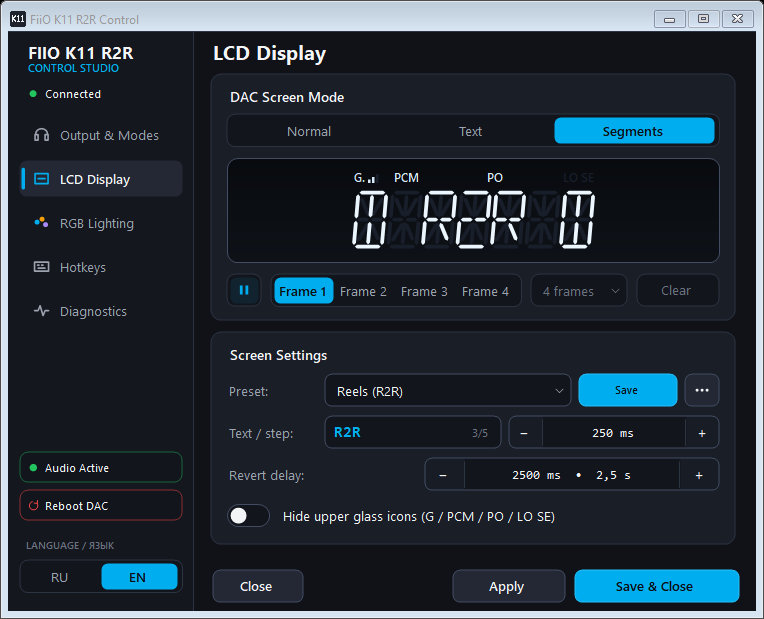 K11 FiiO K11 R2R Control
FIIO K11 R2R
CONTROL STUDIO
Connected
Output & Modes
LCD Display
RGB Lighting
Hotkeys
Diagnostics
Audio Active
Reboot DAC
LANGUAGE / ЯЗЫК
RU EN
LCD Display
DAC Screen Mode
Normal Text Segments
G. PCM PO LO SE
R2R
Frame 1 Frame 2 Frame 3 Frame 4 4 frames Clear
Screen Settings
Preset: Reels (R2R) Save •••
Text / step: R2R 3/5 − 250 ms +
Revert delay: − 2500 ms • 2,5 s +
Hide upper glass icons (G / PCM / PO / LO SE)
Close Apply Save & Close